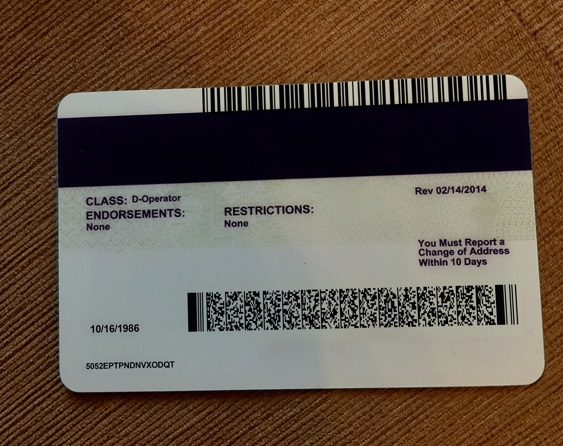 CLASS: D-Operator
ENDORSEMENTS:
None
RESTRICTIONS:
None
Rev 02/14/2014
You Must Report a
Change of Address
Within 10 Days
10/16/1986
5052EPTPNDNVXODQT